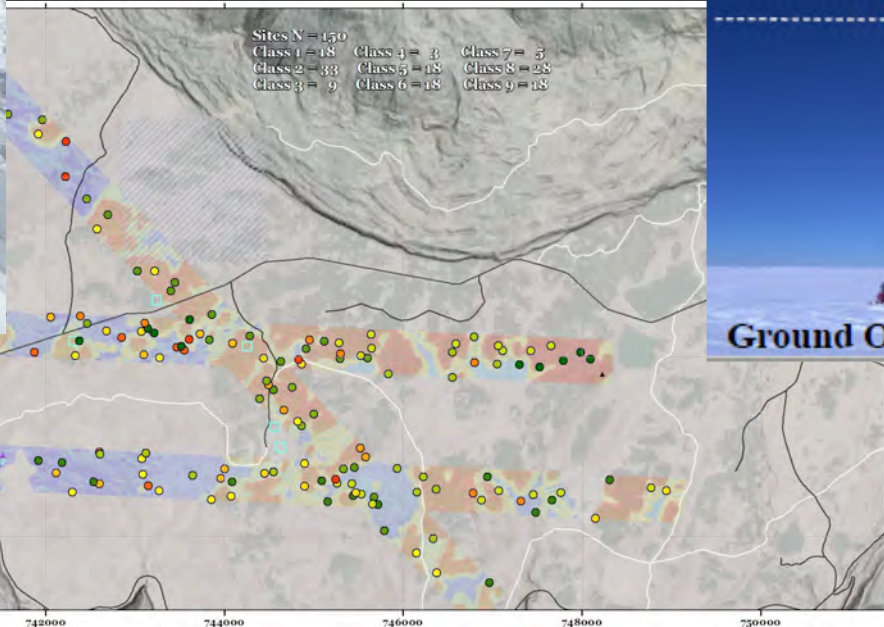 Sites N = 150
Class 1 = 18 Class 4 = 3 Class 7 = 5
Class 2 = 33 Class 5 = 18 Class 8 = 28
Class 3 = 9 Class 6 = 18 Class 9 = 18
Ground O
742000 744000 746000 748000 750000